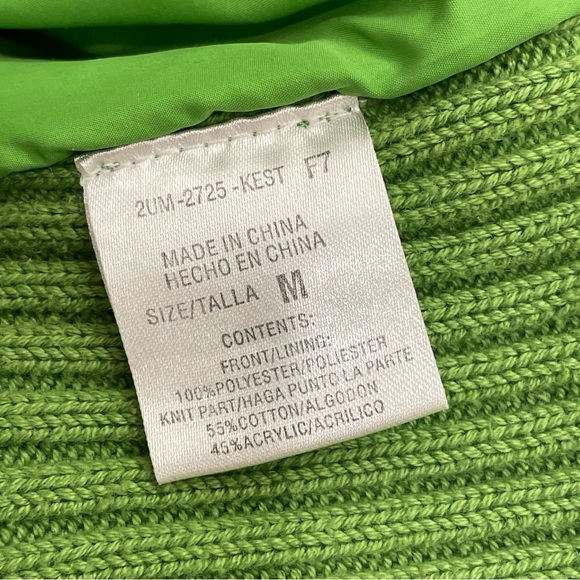 2UM-2725-KEST F7
MADE IN CHINA
HECHO EN CHINA
SIZE/TALLA M
CONTENTS:
FRONT/LINING:
100%POLYESTER/POLIESTER
KNIT PART/HAGA PUNTO LA PARTE
55%COTTON/ALGODON
45%ACRYLIC/ACRILICO